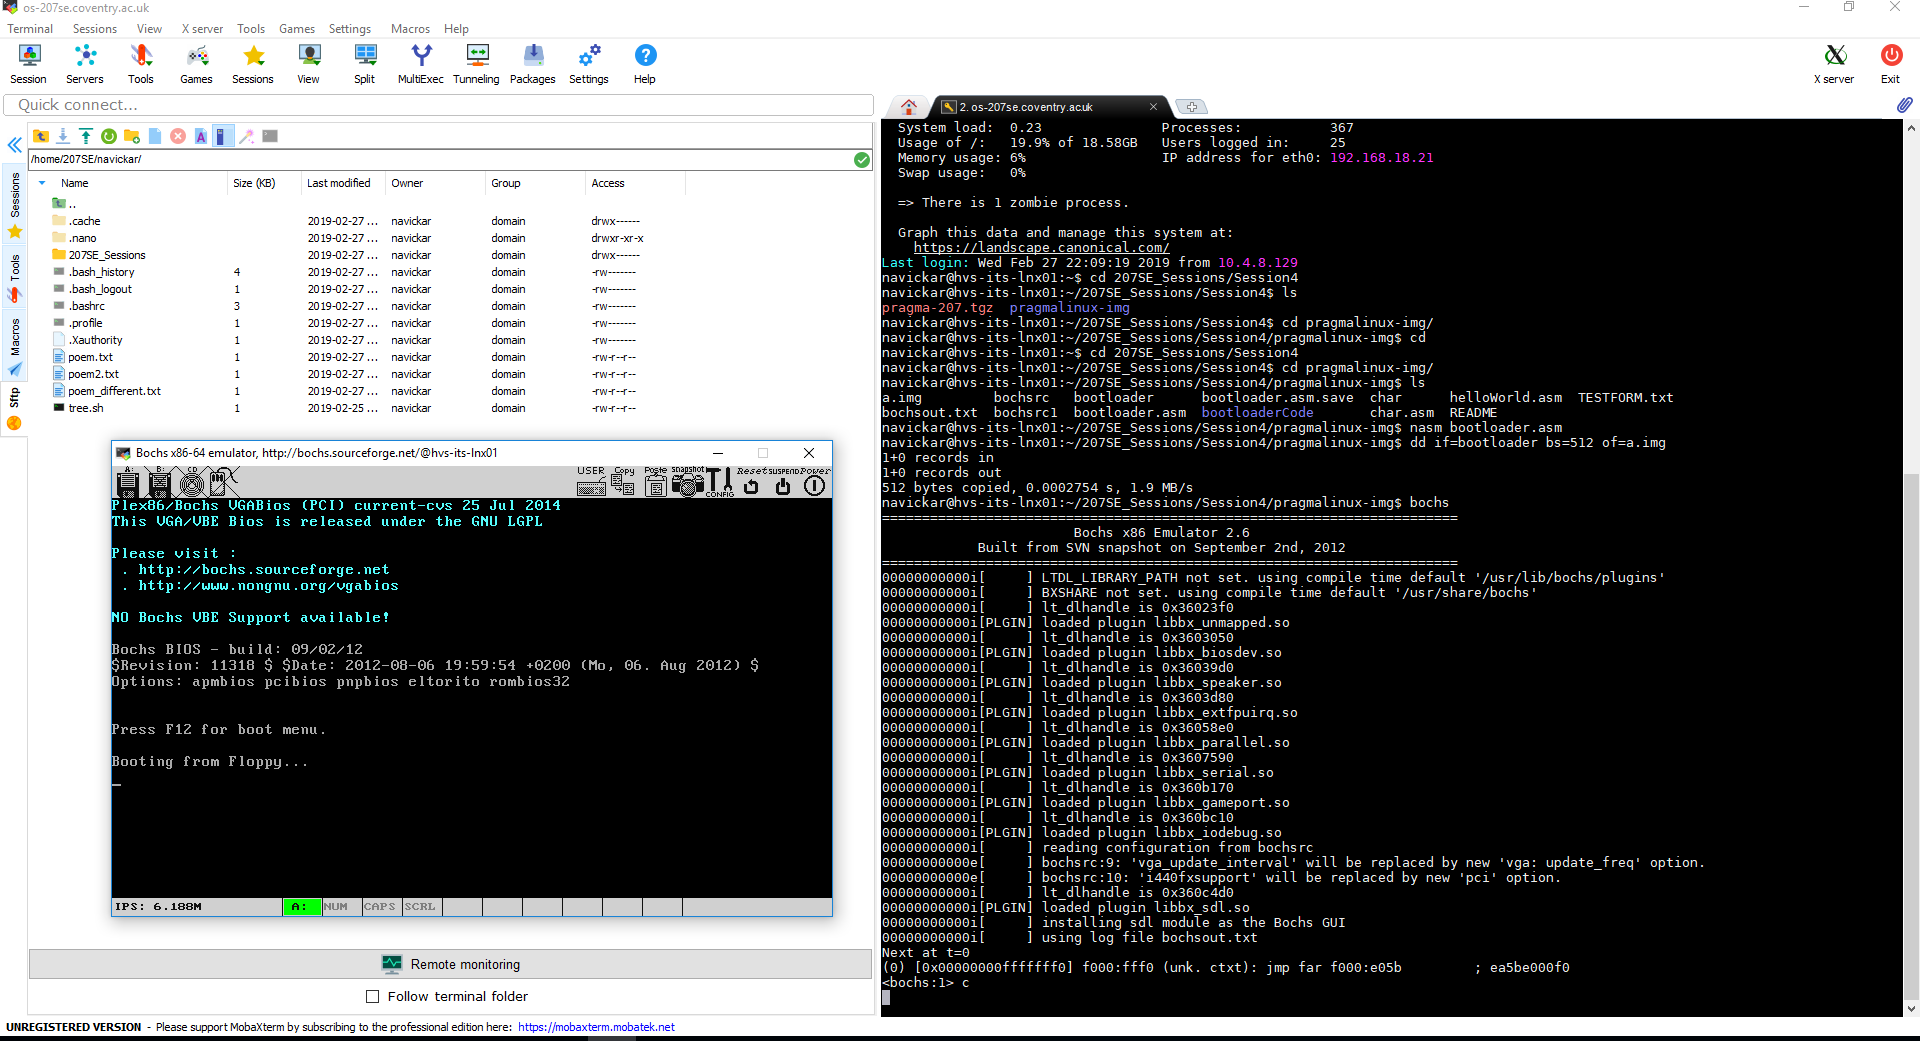 os-207se.coventry.ac.uk
Terminal Sessions View X server Tools Games Settings Macros Help
Session Servers Tools Games Sessions View Split MultiExec Tunneling Packages Settings Help X server Exit
Quick connect...
2. os-207se.coventry.ac.uk
/home/207SE/navickar/
Sessions
Tools
Macros
Sftp
Name Size (KB) Last modified Owner Group Access
..
.cache 2019-02-27 ... navickar domain drwx------
.nano 2019-02-27 ... navickar domain drwxr-xr-x
207SE_Sessions 2019-02-27 ... navickar domain drwx------
.bash_history 4 2019-02-27 ... navickar domain -rw-------
.bash_logout 1 2019-02-27 ... navickar domain -rw-------
.bashrc 3 2019-02-27 ... navickar domain -rw-------
.profile 1 2019-02-27 ... navickar domain -rw-------
.Xauthority 1 2019-02-27 ... navickar domain -rw-------
poem.txt 1 2019-02-27 ... navickar domain -rw-r--r--
poem2.txt 1 2019-02-27 ... navickar domain -rw-r--r--
poem_different.txt 1 2019-02-27 ... navickar domain -rw-r--r--
tree.sh 1 2019-02-25 ... navickar domain -rw-r--r--
Bochs x86-64 emulator, http://bochs.sourceforge.net/@hvs-its-lnx01
A: B: CD USER Copy Paste snapshot CONFIG Reset SUSPEND Power
Plex86/Bochs VGABios (PCI) current-cvs 25 Jul 2014
This VGA/VBE Bios is released under the GNU LGPL
Please visit :
. http://bochs.sourceforge.net
. http://www.nongnu.org/vgabios
NO Bochs VBE Support available!
Bochs BIOS - build: 09/02/12
$Revision: 11318 $ $Date: 2012-08-06 19:59:54 +0200 (Mo, 06. Aug 2012) $
Options: apmbios pcibios pnpbios eltorito rombios32
Press F12 for boot menu.
Booting from Floppy...
_
IPS: 6.188M A: NUM CAPS SCRL
Remote monitoring
Follow terminal folder
UNREGISTERED VERSION - Please support MobaXterm by subscribing to the professional edition here: https://mobaxterm.mobatek.net
System load: 0.23 Processes: 367
Usage of /: 19.9% of 18.58GB Users logged in: 25
Memory usage: 6% IP address for eth0: 192.168.18.21
Swap usage: 0%
=> There is 1 zombie process.
Graph this data and manage this system at:
https://landscape.canonical.com/
Last login: Wed Feb 27 22:09:19 2019 from 10.4.8.129
navickar@hvs-its-lnx01:~$ cd 207SE_Sessions/Session4
navickar@hvs-its-lnx01:~/207SE_Sessions/Session4$ ls
pragma-207.tgz pragmalinux-img
navickar@hvs-its-lnx01:~/207SE_Sessions/Session4$ cd pragmalinux-img/
navickar@hvs-its-lnx01:~/207SE_Sessions/Session4/pragmalinux-img$ cd
navickar@hvs-its-lnx01:~$ cd 207SE_Sessions/Session4
navickar@hvs-its-lnx01:~/207SE_Sessions/Session4$ cd pragmalinux-img/
navickar@hvs-its-lnx01:~/207SE_Sessions/Session4/pragmalinux-img$ ls
a.img bochsrc bootloader bootloader.asm.save char helloWorld.asm TESTFORM.txt
bochsout.txt bochsrc1 bootloader.asm bootloaderCode char.asm README
navickar@hvs-its-lnx01:~/207SE_Sessions/Session4/pragmalinux-img$ nasm bootloader.asm
navickar@hvs-its-lnx01:~/207SE_Sessions/Session4/pragmalinux-img$ dd if=bootloader bs=512 of=a.img
1+0 records in
1+0 records out
512 bytes copied, 0.0002754 s, 1.9 MB/s
navickar@hvs-its-lnx01:~/207SE_Sessions/Session4/pragmalinux-img$ bochs
========================================================================
Bochs x86 Emulator 2.6
Built from SVN snapshot on September 2nd, 2012
========================================================================
00000000000i[ ] LTDL_LIBRARY_PATH not set. using compile time default '/usr/lib/bochs/plugins'
00000000000i[ ] BXSHARE not set. using compile time default '/usr/share/bochs'
00000000000i[ ] lt_dlhandle is 0x36023f0
00000000000i[PLGIN] loaded plugin libbx_unmapped.so
00000000000i[ ] lt_dlhandle is 0x3603050
00000000000i[PLGIN] loaded plugin libbx_biosdev.so
00000000000i[ ] lt_dlhandle is 0x36039d0
00000000000i[PLGIN] loaded plugin libbx_speaker.so
00000000000i[ ] lt_dlhandle is 0x3603d80
00000000000i[PLGIN] loaded plugin libbx_extfpuirq.so
00000000000i[ ] lt_dlhandle is 0x36058e0
00000000000i[PLGIN] loaded plugin libbx_parallel.so
00000000000i[ ] lt_dlhandle is 0x3607590
00000000000i[PLGIN] loaded plugin libbx_serial.so
00000000000i[ ] lt_dlhandle is 0x360b170
00000000000i[PLGIN] loaded plugin libbx_gameport.so
00000000000i[ ] lt_dlhandle is 0x360bc10
00000000000i[PLGIN] loaded plugin libbx_iodebug.so
00000000000i[ ] reading configuration from bochsrc
00000000000e[ ] bochsrc:9: 'vga_update_interval' will be replaced by new 'vga: update_freq' option.
00000000000e[ ] bochsrc:10: 'i440fxsupport' will be replaced by new 'pci' option.
00000000000i[ ] lt_dlhandle is 0x360c4d0
00000000000i[PLGIN] loaded plugin libbx_sdl.so
00000000000i[ ] installing sdl module as the Bochs GUI
00000000000i[ ] using log file bochsout.txt
Next at t=0
(0) [0x00000000fffffff0] f000:fff0 (unk. ctxt): jmp far f000:e05b ; ea5be000f0
<bochs:1> c